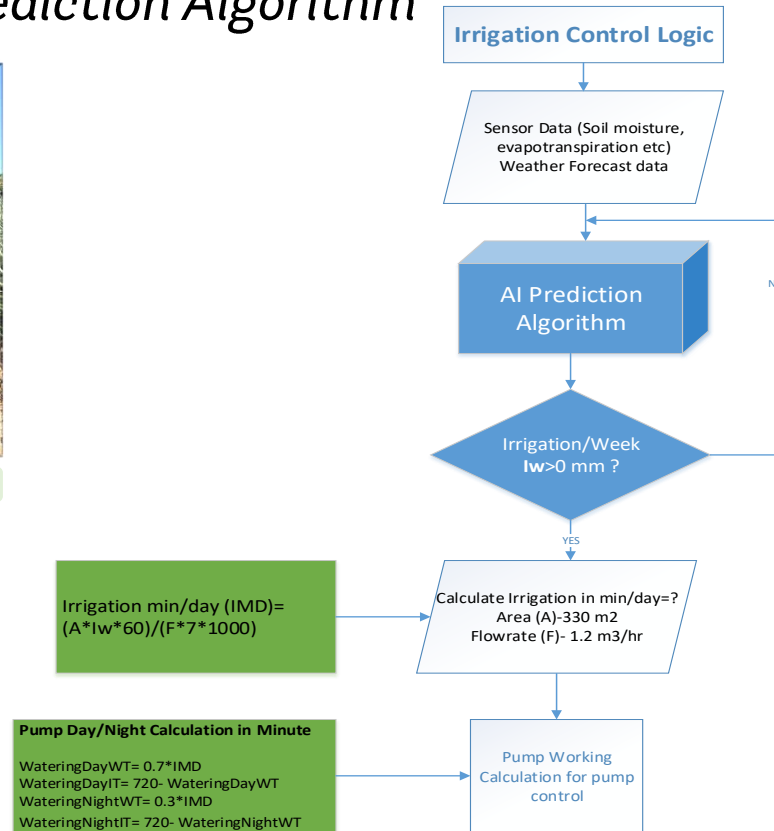 ediction Algorithm
Irrigation Control Logic
Sensor Data (Soil moisture,
evapotranspiration etc)
Weather Forecast data
N
AI Prediction
Algorithm
Irrigation/Week
Iw>0 mm ?
YES
Irrigation min/day (IMD)=
(A*Iw*60)/(F*7*1000)
Calculate Irrigation in min/day=?
Area (A)-330 m2
Flowrate (F)- 1.2 m3/hr
Pump Day/Night Calculation in Minute
WateringDayWT= 0.7*IMD
WateringDayIT= 720- WateringDayWT
WateringNightWT= 0.3*IMD
WateringNightIT= 720- WateringNightWT
Pump Working
Calculation for pump
control